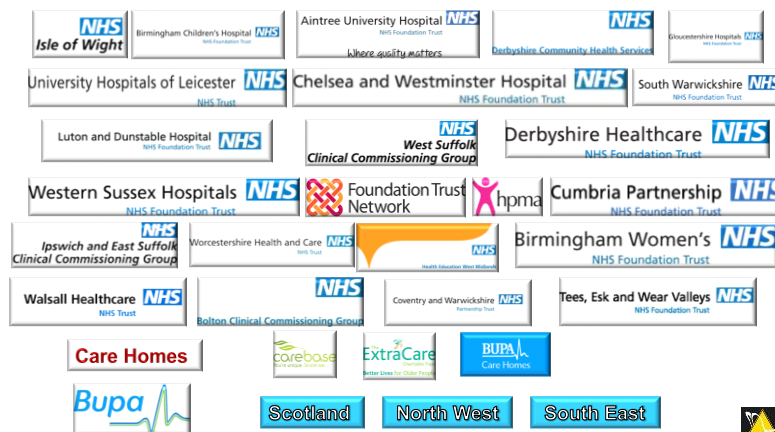 NHS
Isle of Wight
Birmingham Children's Hospital NHS
NHS Foundation Trust
Aintree University Hospital NHS
NHS Foundation Trust
Where quality matters
NHS
Derbyshire Community Health Services
Gloucestershire Hospitals NHS
NHS Foundation Trust
University Hospitals of Leicester NHS
NHS Trust
Chelsea and Westminster Hospital NHS
NHS Foundation Trust
South Warwickshire NHS
NHS Foundation Trust
Luton and Dunstable Hospital NHS
NHS Foundation Trust
NHS
West Suffolk
Clinical Commissioning Group
Derbyshire Healthcare NHS
NHS Foundation Trust
Western Sussex Hospitals NHS
NHS Foundation Trust
Foundation Trust
Network
hpma
Cumbria Partnership NHS
NHS Foundation Trust
NHS
Ipswich and East Suffolk
Clinical Commissioning Group
Worcestershire Health and Care NHS
NHS Trust
NHS
Health Education West Midlands
Birmingham Women's NHS
NHS Foundation Trust
Walsall Healthcare NHS
NHS Trust
NHS
Bolton Clinical Commissioning Group
Coventry and Warwickshire NHS
Partnership Trust
Tees, Esk and Wear Valleys NHS
NHS Foundation Trust
Care Homes
carebase
The
ExtraCare
Charitable Trust
Better Lives for Older People
BUPA
Care Homes
Bupa
Scotland
North West
South East